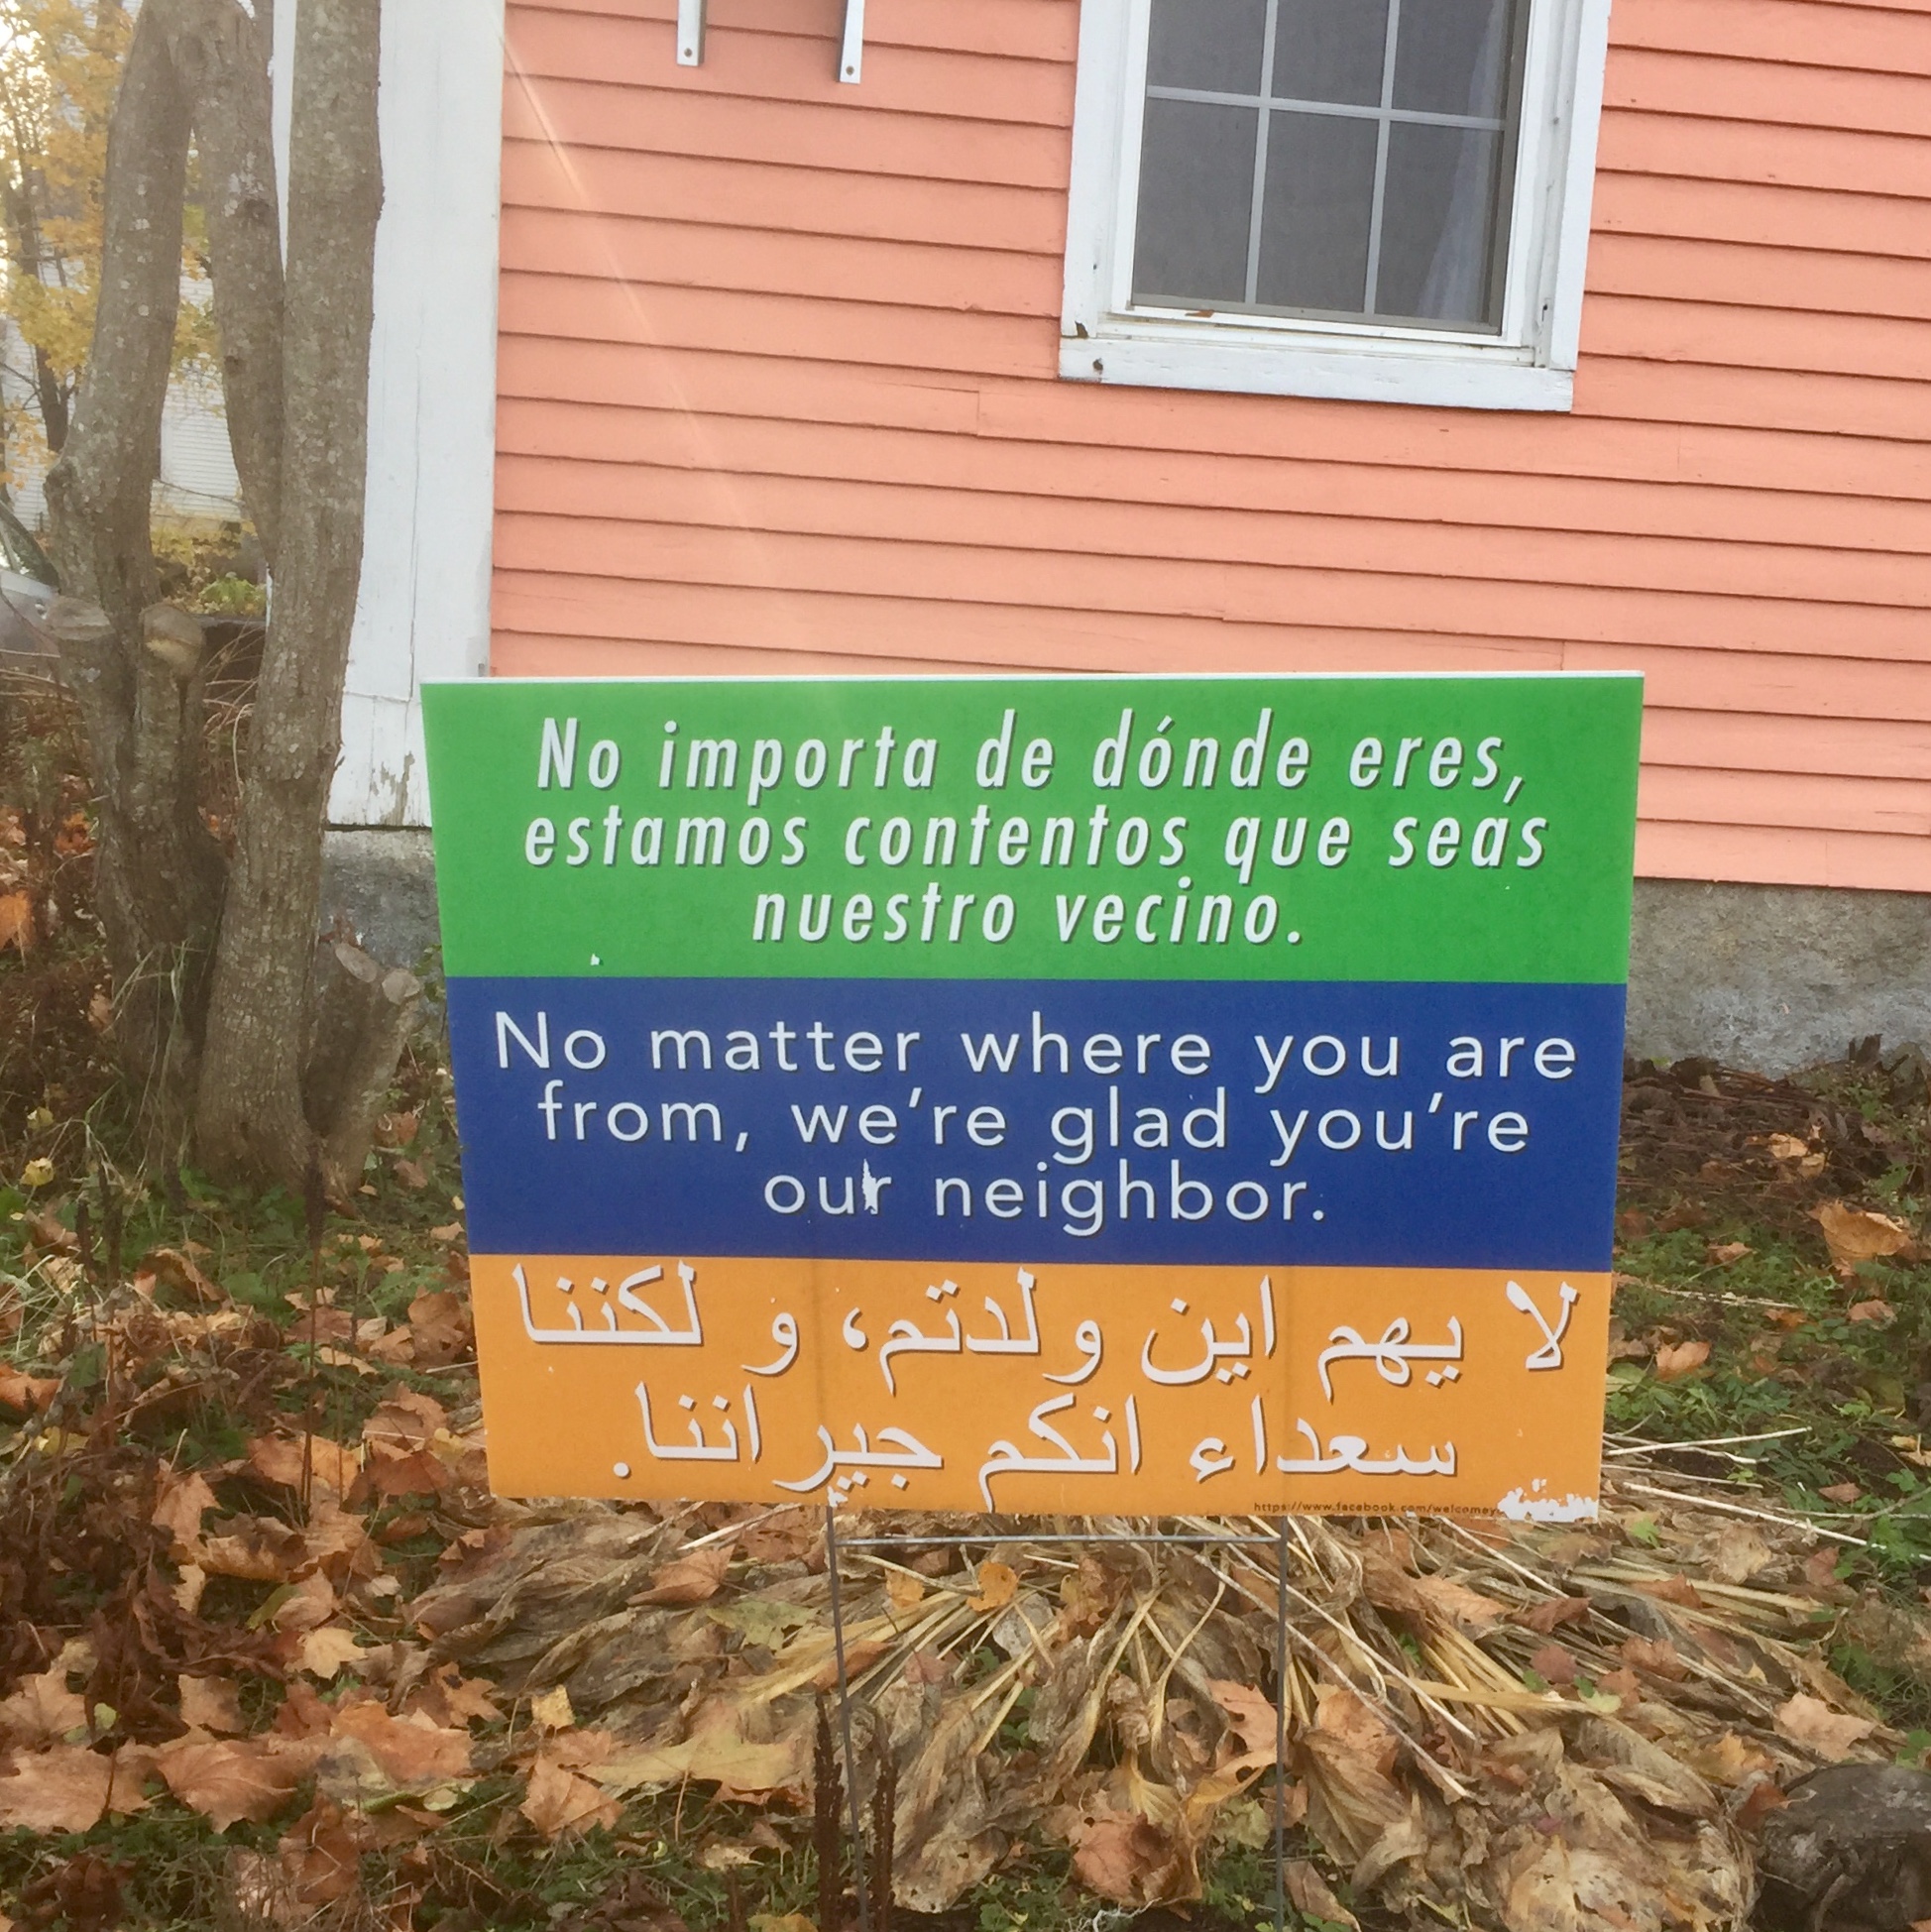 No importa de dónde eres,
estamos contentos que seas
nuestro vecino.
No matter where you are
from, we're glad you're
our neighbor.
لا يهم اين ولدتم، و لكننا
سعداء انكم جيراننا.